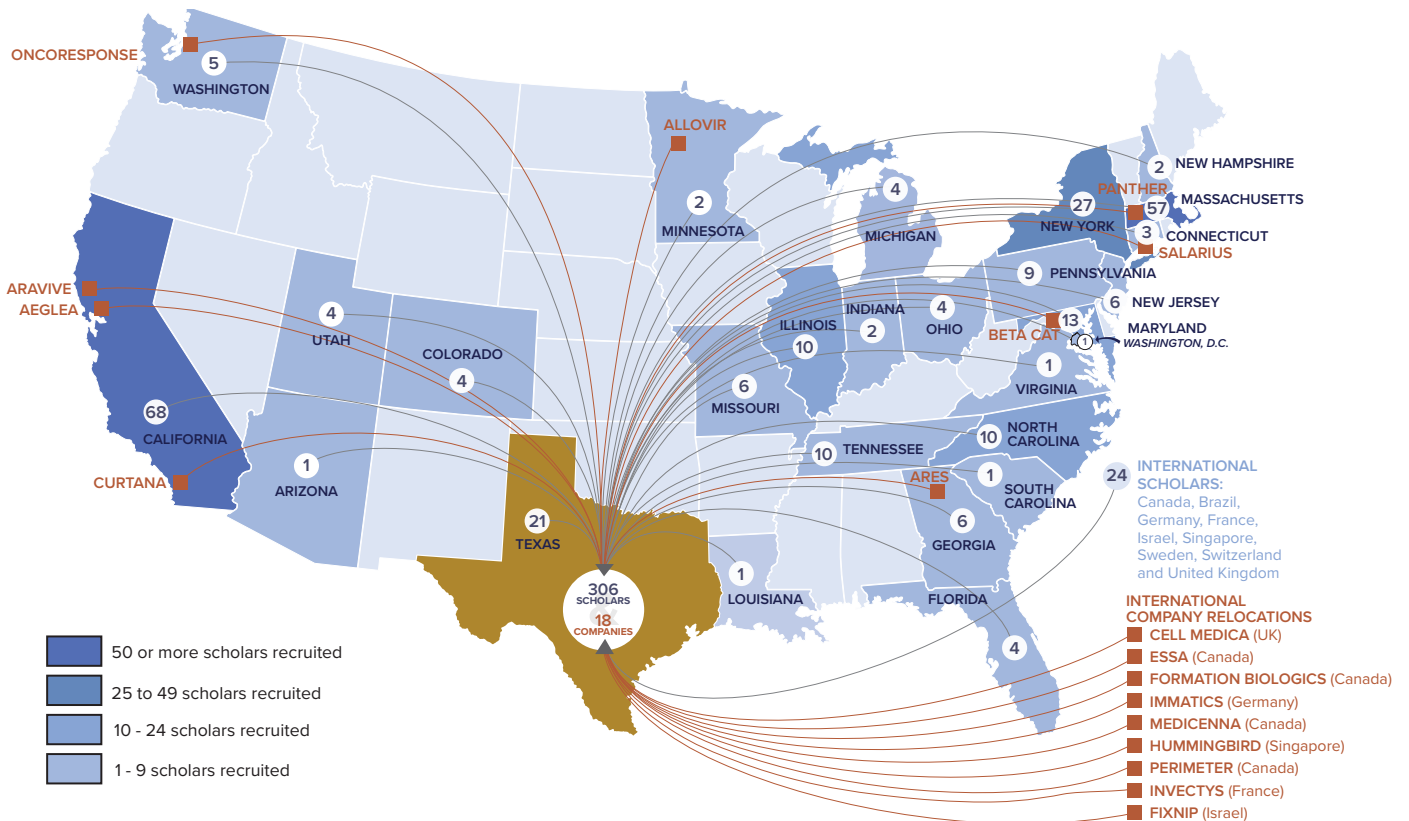 ONCORESPONSE
5
WASHINGTON
ALLOVIR
2
MINNESOTA
4
MICHIGAN
2
NEW HAMPSHIRE
PANTHER
27
NEW YORK
57
MASSACHUSETTS
3
CONNECTICUT
SALARIUS
9
PENNSYLVANIA
6
NEW JERSEY
ARAVIVE
AEGLEA
4
UTAH
COLORADO
4
ILLINOIS
10
INDIANA
2
4
OHIO
13
BETA CAT
1
MARYLAND
WASHINGTON, D.C.
1
VIRGINIA
6
MISSOURI
68
CALIFORNIA
CURTANA
1
ARIZONA
10
TENNESSEE
10
NORTH
CAROLINA
ARES
1
SOUTH
CAROLINA
6
GEORGIA
21
TEXAS
1
LOUISIANA
FLORIDA
4
306
SCHOLARS
&
18
COMPANIES
24
INTERNATIONAL
SCHOLARS:
Canada, Brazil,
Germany, France,
Israel, Singapore,
Sweden, Switzerland
and United Kingdom
INTERNATIONAL
COMPANY RELOCATIONS
CELL MEDICA (UK)
ESSA (Canada)
FORMATION BIOLOGICS (Canada)
IMMATICS (Germany)
MEDICENNA (Canada)
HUMMINGBIRD (Singapore)
PERIMETER (Canada)
INVECTYS (France)
FIXNIP (Israel)
50 or more scholars recruited
25 to 49 scholars recruited
10 - 24 scholars recruited
1 - 9 scholars recruited